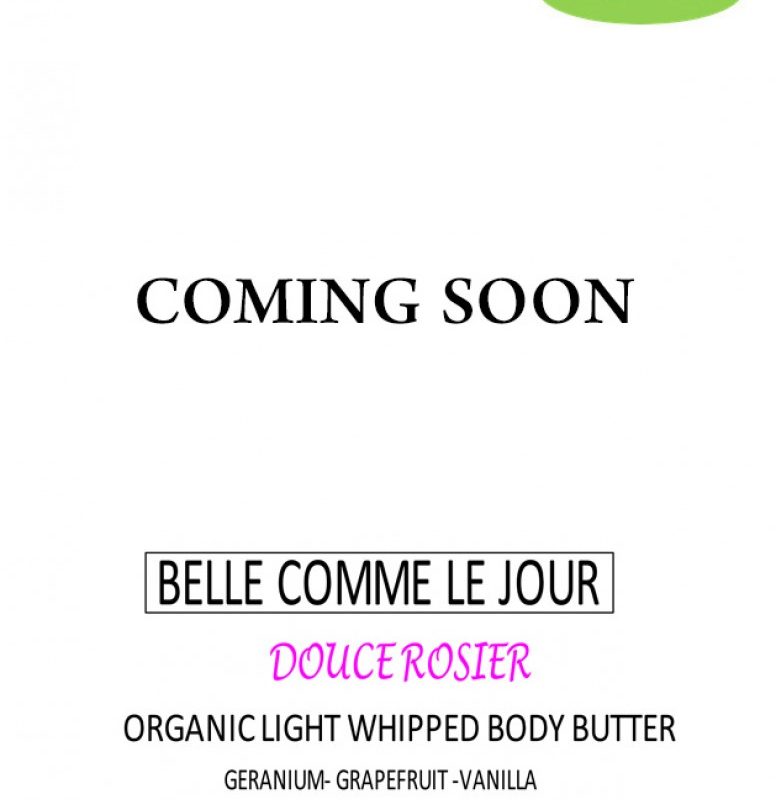 COMING SOON
BELLE COMME LE JOUR
DOUCE ROSIER
ORGANIC LIGHT WHIPPED BODY BUTTER
GERANIUM- GRAPEFRUIT -VANILLA